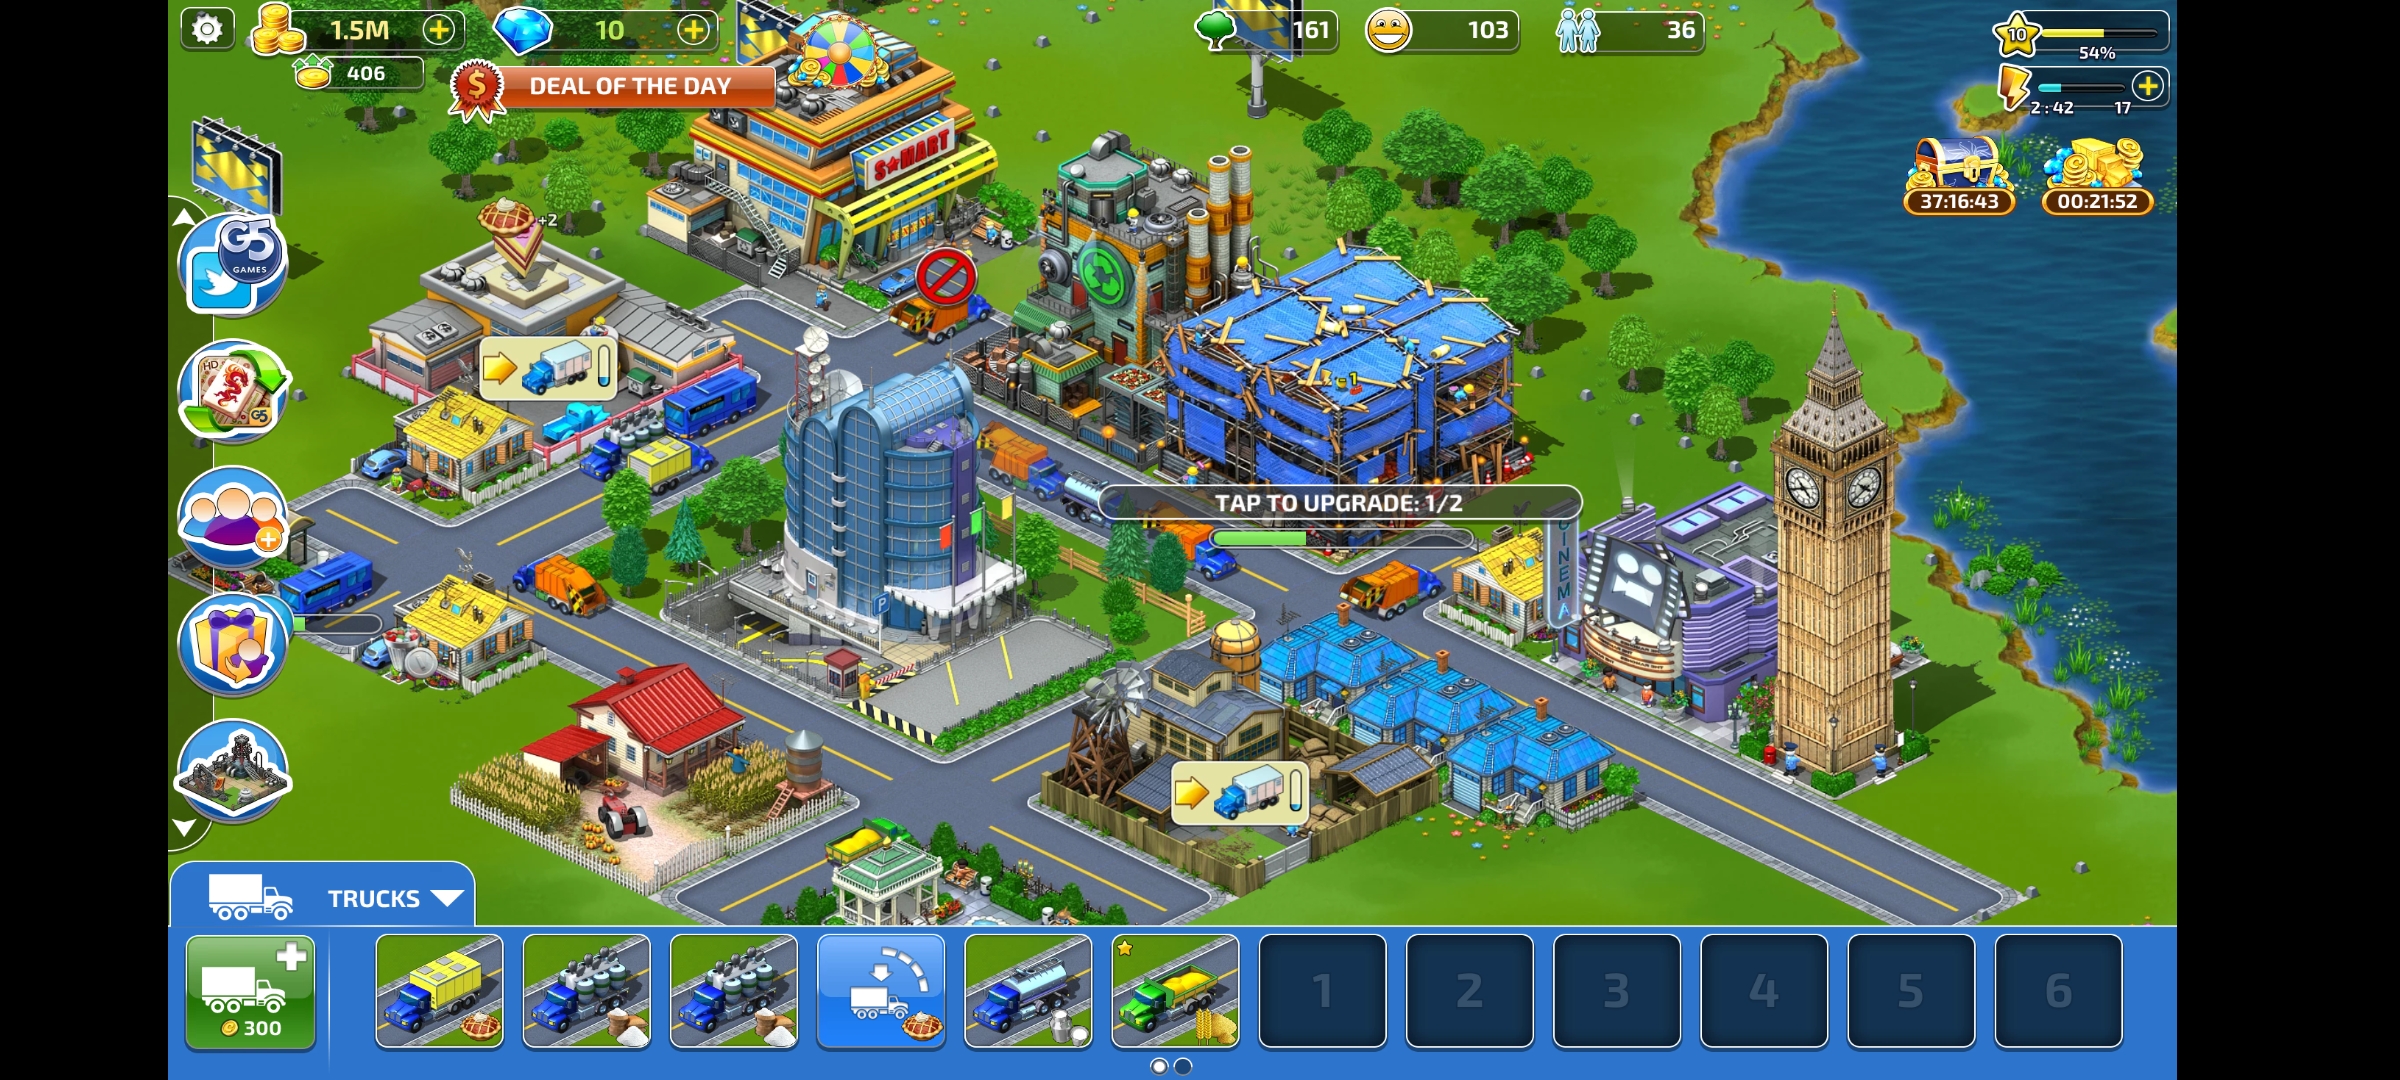 1.5M
10
161
103
36
10
54%
406
DEAL OF THE DAY
2:42
17
S★MART
37:16:43
00:21:52
+2
G5
GAMES
HD
G5
1
TAP TO UPGRADE: 1/2
CINEMA
P
TRUCKS
300
1
2
3
4
5
6